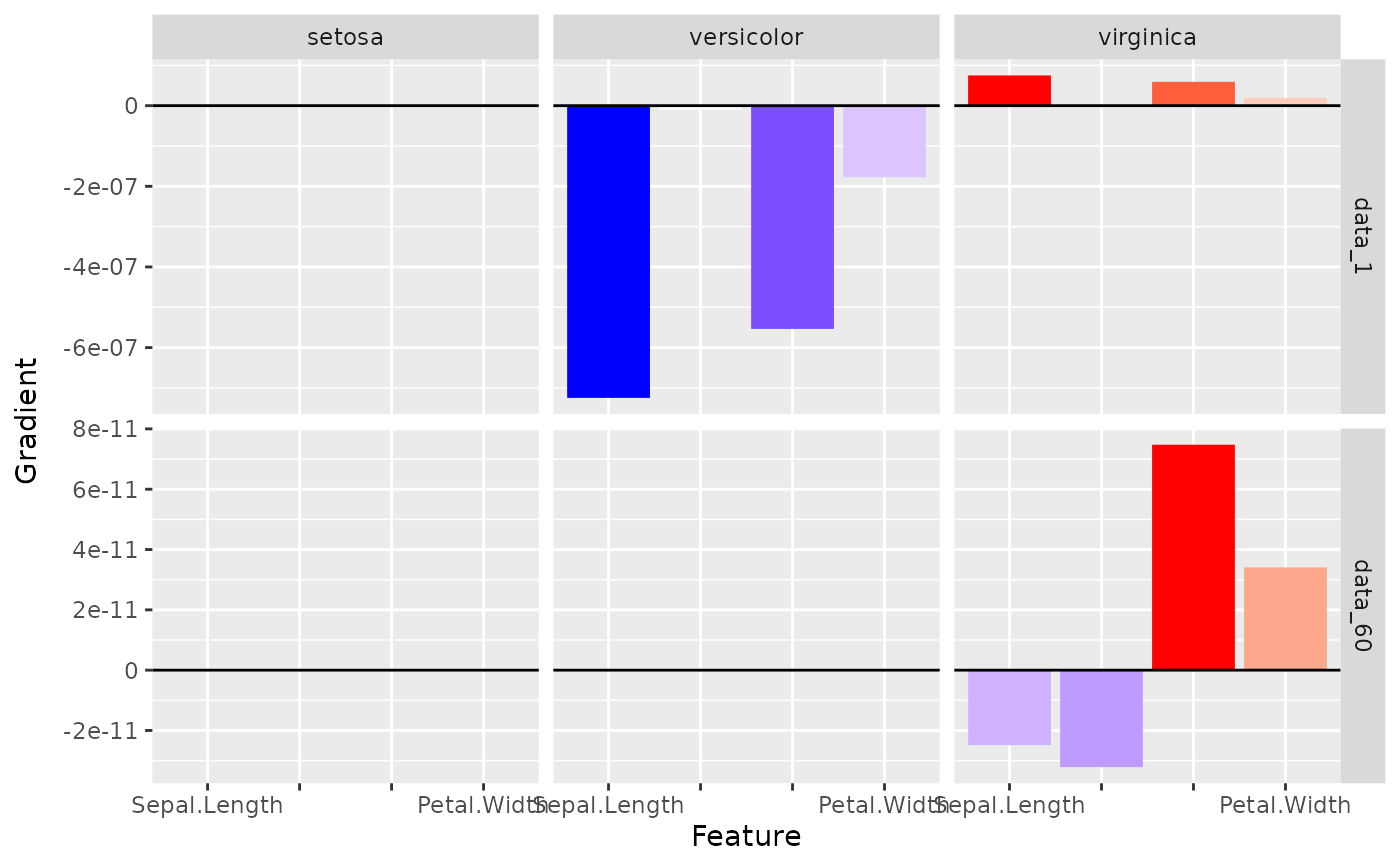 setosa versicolor virginica
0
-2e-07
-4e-07
-6e-07
data_1
8e-11
6e-11
4e-11
2e-11
0
-2e-11
data_60
Gradient
Sepal.Length Petal.Width Sepal.Length Petal.Width Sepal.Length Petal.Width
Feature